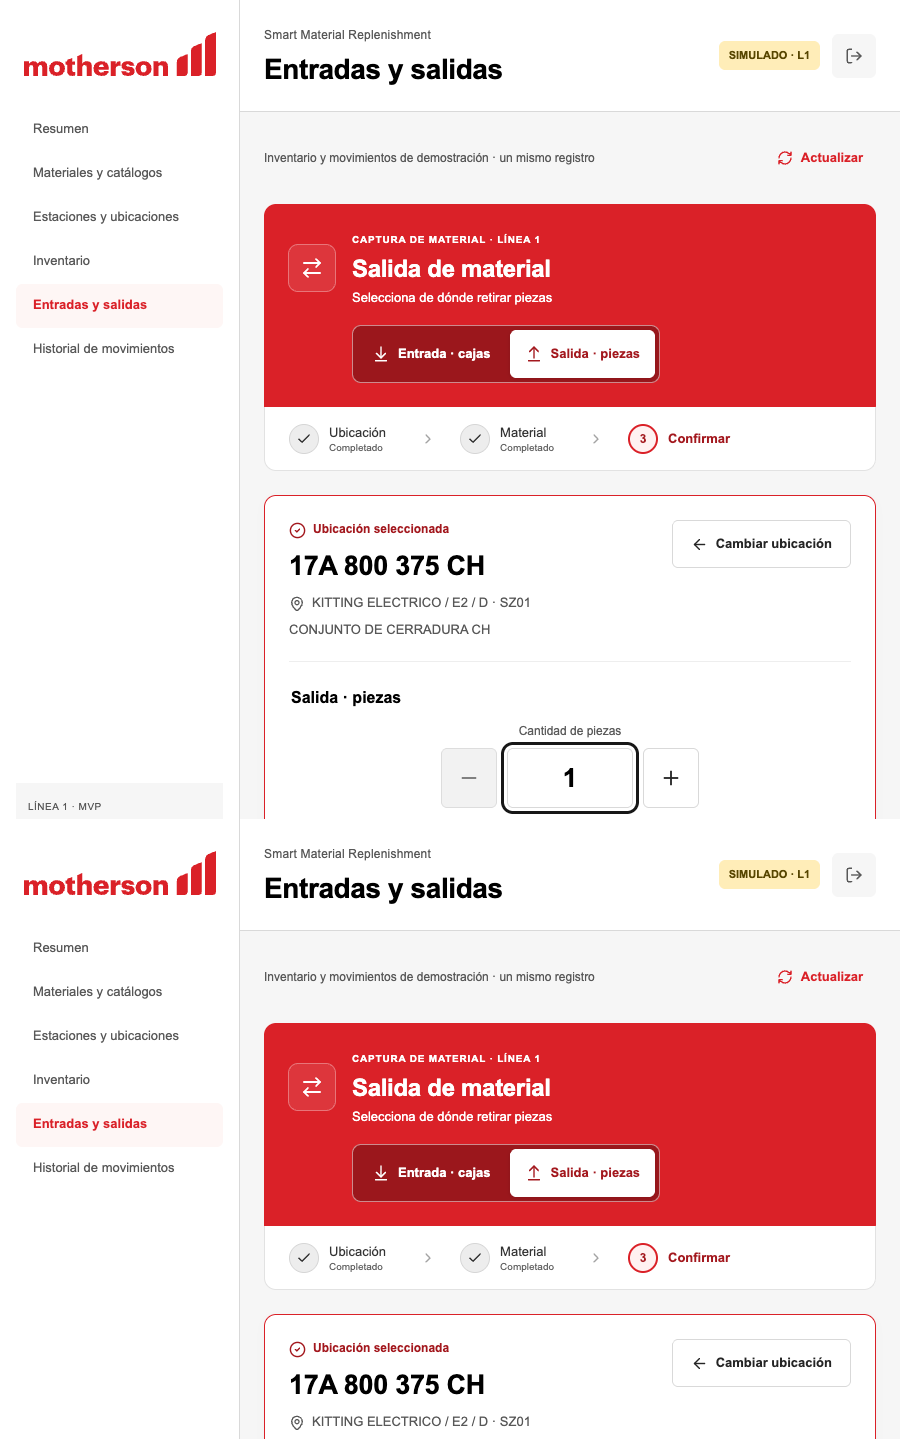 motherson
Resumen
Materiales y catálogos
Estaciones y ubicaciones
Inventario
Entradas y salidas
Historial de movimientos
LÍNEA 1 · MVP
Smart Material Replenishment
Entradas y salidas
SIMULADO · L1
Inventario y movimientos de demostración · un mismo registro
Actualizar
CAPTURA DE MATERIAL · LÍNEA 1
Salida de material
Selecciona de dónde retirar piezas
Entrada · cajas
Salida · piezas
Ubicación
Completado
Material
Completado
3
Confirmar
Ubicación seleccionada
17A 800 375 CH
KITTING ELECTRICO / E2 / D · SZ01
CONJUNTO DE CERRADURA CH
Cambiar ubicación
Salida · piezas
Cantidad de piezas
1
motherson
Resumen
Materiales y catálogos
Estaciones y ubicaciones
Inventario
Entradas y salidas
Historial de movimientos
Smart Material Replenishment
Entradas y salidas
SIMULADO · L1
Inventario y movimientos de demostración · un mismo registro
Actualizar
CAPTURA DE MATERIAL · LÍNEA 1
Salida de material
Selecciona de dónde retirar piezas
Entrada · cajas
Salida · piezas
Ubicación
Completado
Material
Completado
3
Confirmar
Ubicación seleccionada
17A 800 375 CH
KITTING ELECTRICO / E2 / D · SZ01
Cambiar ubicación